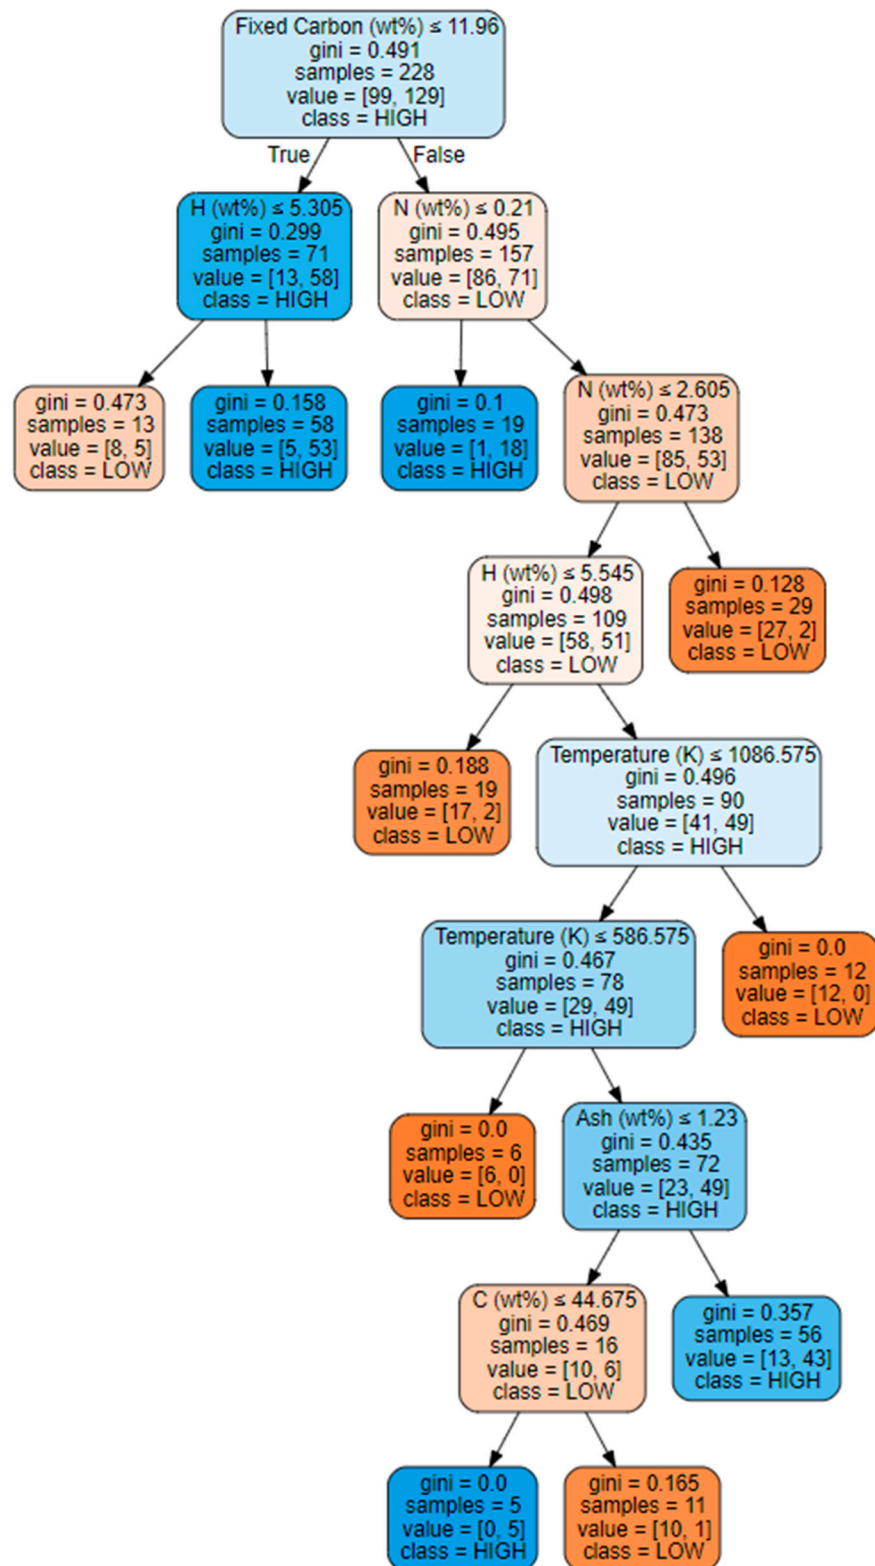 Fixed Carbon (wt%) ≤ 11.96
gini = 0.491
samples = 228
value = [99, 129]
class = HIGH
True
False
H (wt%) ≤ 5.305
gini = 0.299
samples = 71
value = [13, 58]
class = HIGH
N (wt%) ≤ 0.21
gini = 0.495
samples = 157
value = [86, 71]
class = LOW
gini = 0.473
samples = 13
value = [8, 5]
class = LOW
gini = 0.158
samples = 58
value = [5, 53]
class = HIGH
gini = 0.1
samples = 19
value = [1, 18]
class = HIGH
N (wt%) ≤ 2.605
gini = 0.473
samples = 138
value = [85, 53]
class = LOW
H (wt%) ≤ 5.545
gini = 0.498
samples = 109
value = [58, 51]
class = LOW
gini = 0.128
samples = 29
value = [27, 2]
class = LOW
gini = 0.188
samples = 19
value = [17, 2]
class = LOW
Temperature (K) ≤ 1086.575
gini = 0.496
samples = 90
value = [41, 49]
class = HIGH
Temperature (K) ≤ 586.575
gini = 0.467
samples = 78
value = [29, 49]
class = HIGH
gini = 0.0
samples = 12
value = [12, 0]
class = LOW
gini = 0.0
samples = 6
value = [6, 0]
class = LOW
Ash (wt%) ≤ 1.23
gini = 0.435
samples = 72
value = [23, 49]
class = HIGH
C (wt%) ≤ 44.675
gini = 0.469
samples = 16
value = [10, 6]
class = LOW
gini = 0.357
samples = 56
value = [13, 43]
class = HIGH
gini = 0.0
samples = 5
value = [0, 5]
class = HIGH
gini = 0.165
samples = 11
value = [10, 1]
class = LOW